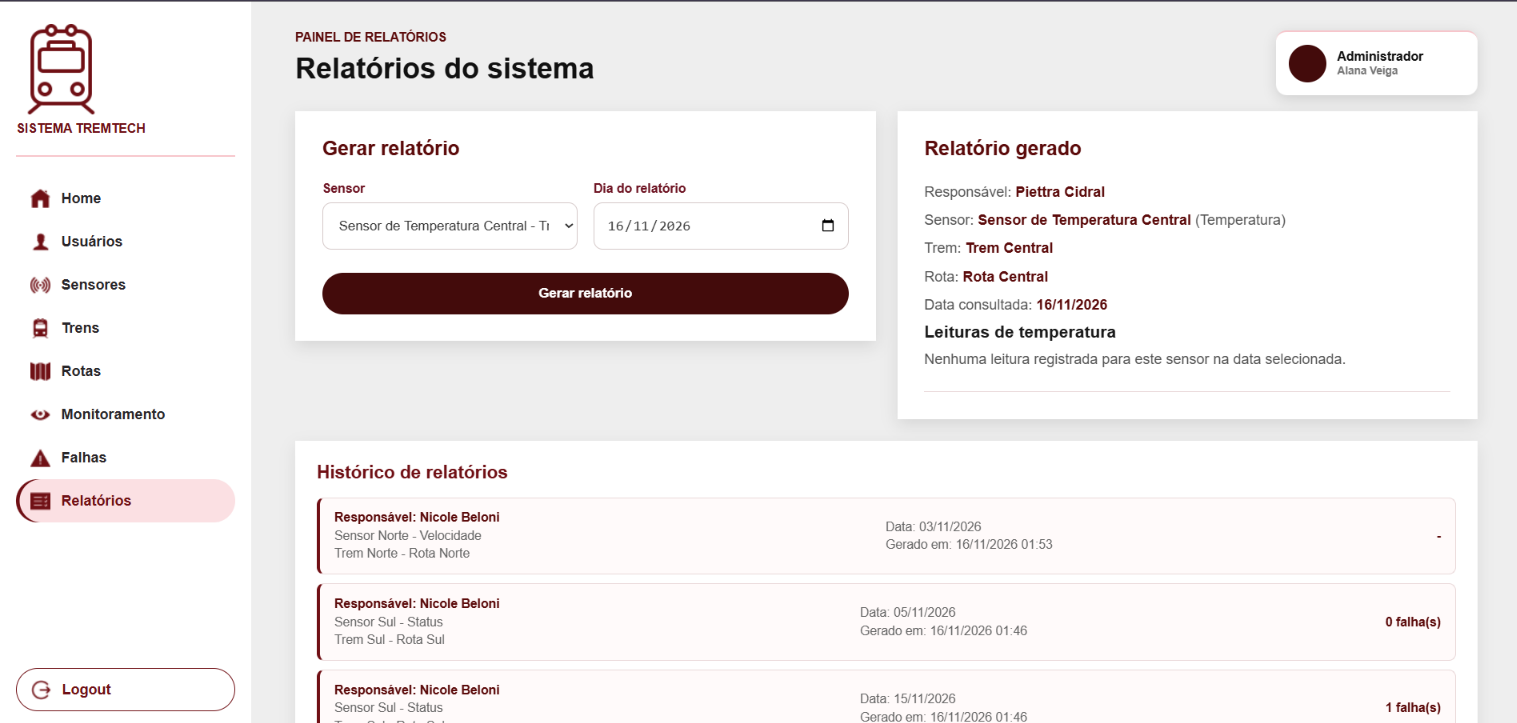 SISTEMA TREMTECH
Home
Usuários
Sensores
Trens
Rotas
Monitoramento
Falhas
Relatórios
Logout
PAINEL DE RELATÓRIOS
Relatórios do sistema
Administrador
Alana Veiga
Gerar relatório
Sensor
Sensor de Temperatura Central - Tr
Dia do relatório
16/11/2026
Gerar relatório
Relatório gerado
Responsável: Piettra Cidral
Sensor: Sensor de Temperatura Central (Temperatura)
Trem: Trem Central
Rota: Rota Central
Data consultada: 16/11/2026
Leituras de temperatura
Nenhuma leitura registrada para este sensor na data selecionada.
Histórico de relatórios
Responsável: Nicole Beloni
Sensor Norte - Velocidade
Trem Norte - Rota Norte
Data: 03/11/2026
Gerado em: 16/11/2026 01:53
-
Responsável: Nicole Beloni
Sensor Sul - Status
Trem Sul - Rota Sul
Data: 05/11/2026
Gerado em: 16/11/2026 01:46
0 falha(s)
Responsável: Nicole Beloni
Sensor Sul - Status
Data: 15/11/2026
Gerado em: 16/11/2026 01:46
1 falha(s)